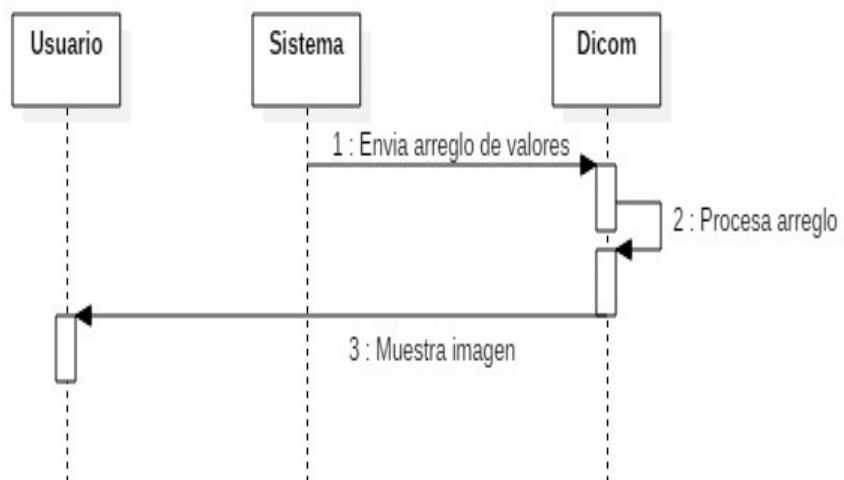 Usuario
Sistema
Dicom
1 : Envia arreglo de valores
2 : Procesa arreglo
3 : Muestra imagen